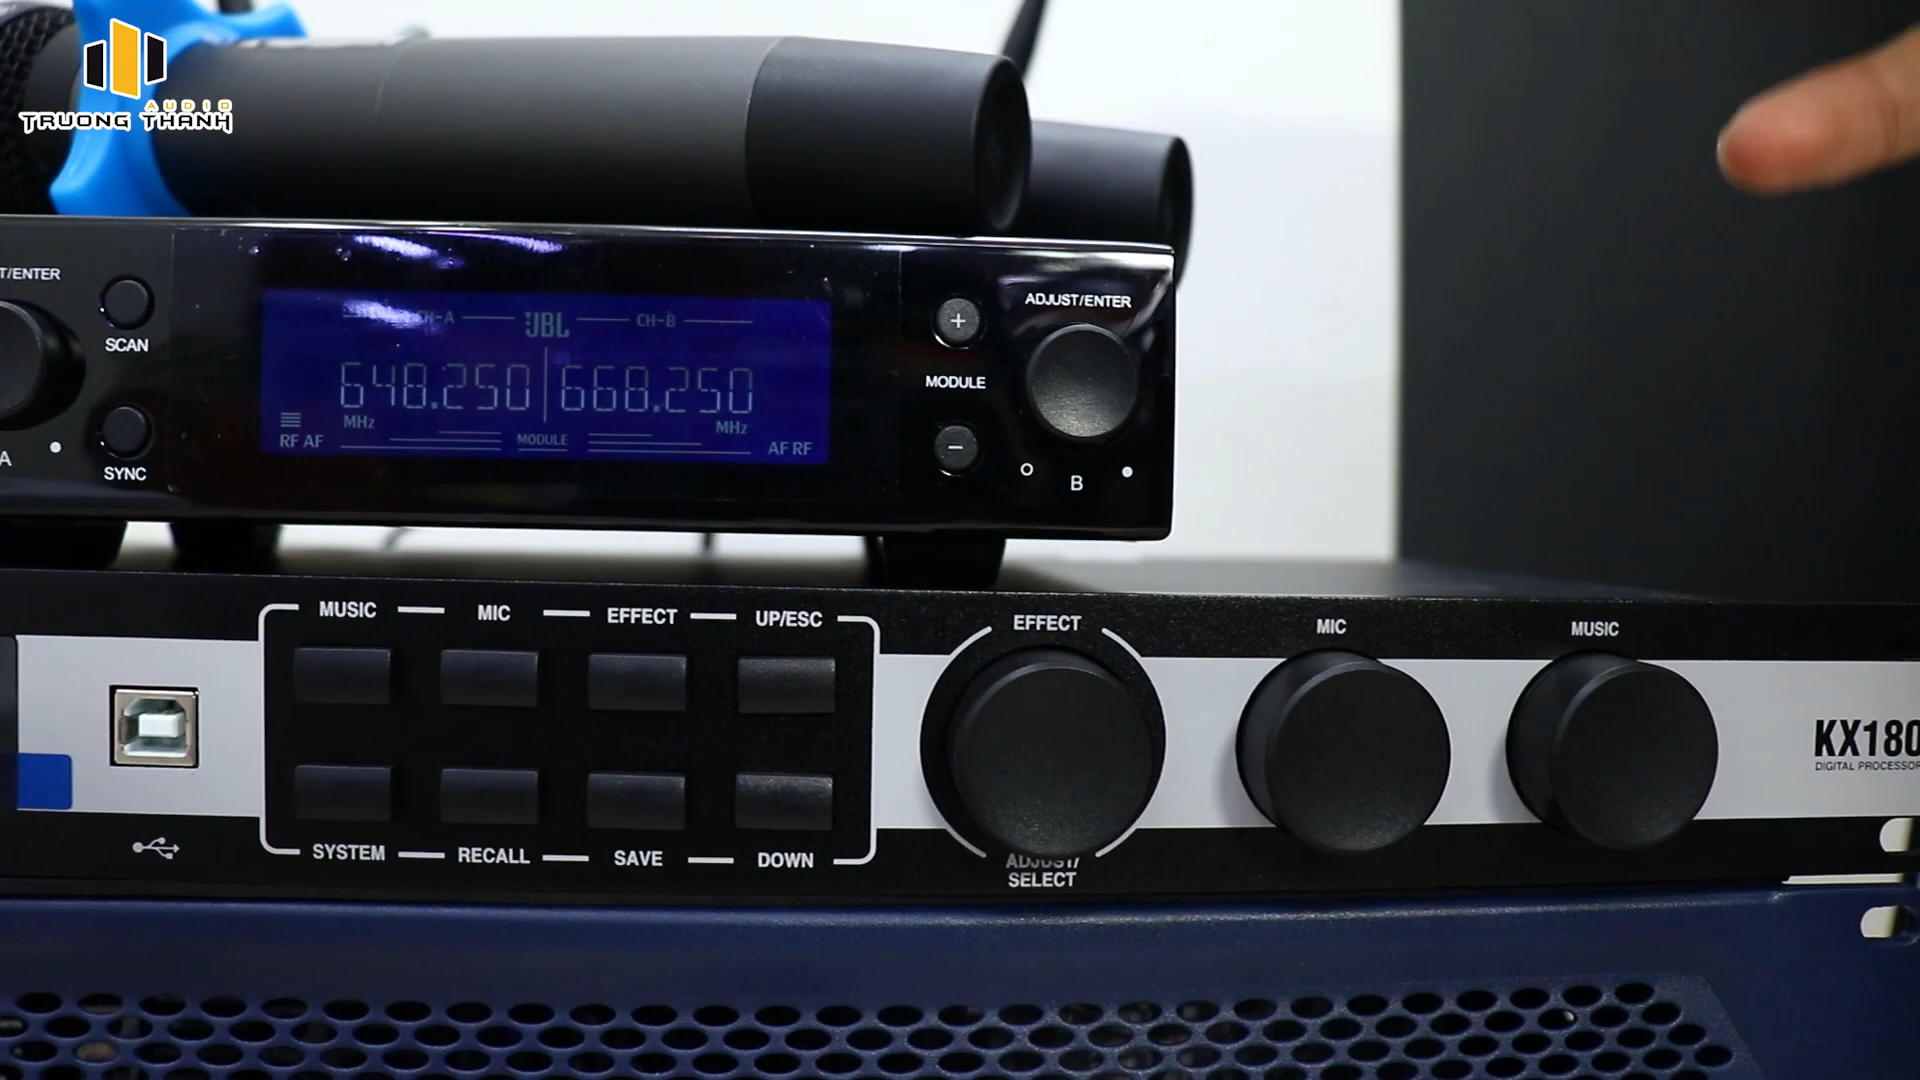 AUDIO
TRUONG THANH
T/ENTER
SCAN
SYNC
A
CH-A
JBL
CH-B
648.250
668.250
MHz
MHz
RF AF
MODULE
AF RF
+
MODULE
−
ADJUST/ENTER
B
MUSIC
MIC
EFFECT
UP/ESC
SYSTEM
RECALL
SAVE
DOWN
EFFECT
ADJUST/
SELECT
MIC
MUSIC
KX180
DIGITAL PROCESSOR